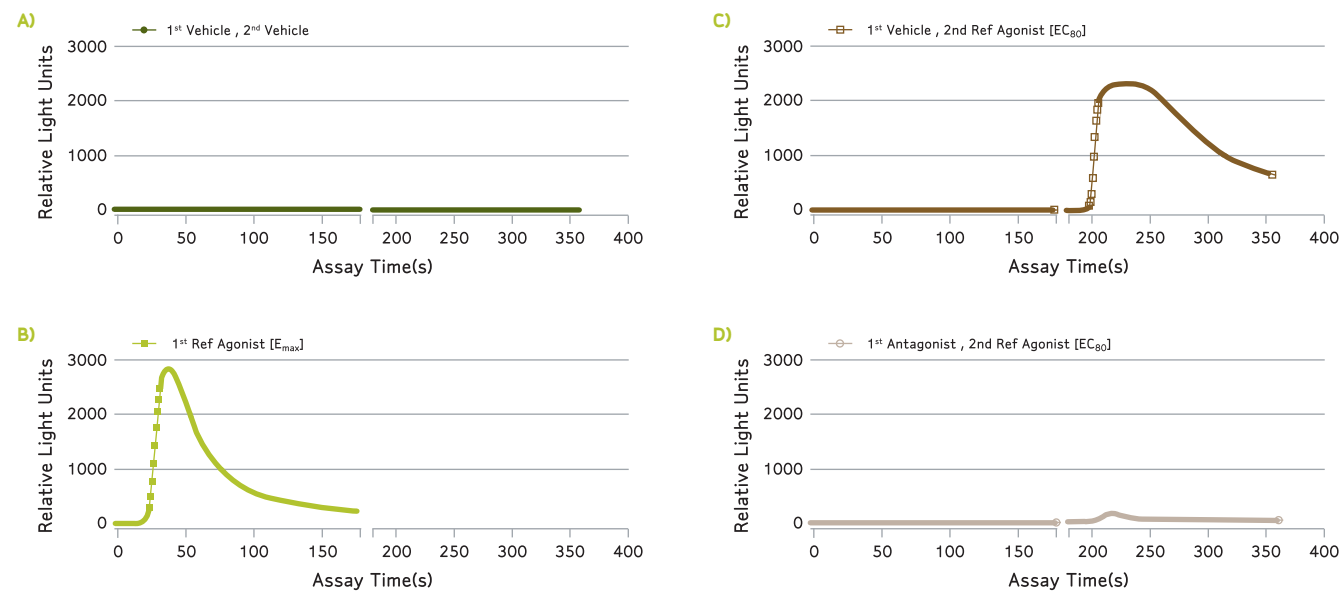 A)
1st Vehicle , 2nd Vehicle
Relative Light Units
3000
2000
1000
0
0 50 100 150 200 250 300 350 400
Assay Time(s)
C)
1st Vehicle , 2nd Ref Agonist [EC80]
Relative Light Units
3000
2000
1000
0
0 50 100 150 200 250 300 350 400
Assay Time(s)
B)
1st Ref Agonist [Emax]
Relative Light Units
3000
2000
1000
0
0 50 100 150 200 250 300 350 400
Assay Time(s)
D)
1st Antagonist , 2nd Ref Agonist [EC80]
Relative Light Units
3000
2000
1000
0
0 50 100 150 200 250 300 350 400
Assay Time(s)